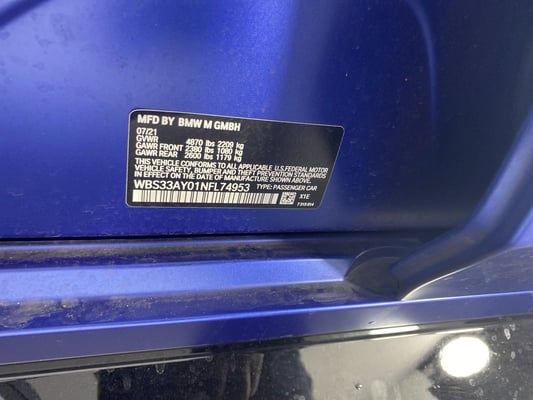 MFD BY BMW M GMBH
07/21
GVWR 4870 lbs 2209 kg
GAWR FRONT 2380 lbs 1080 kg
GAWR REAR 2600 lbs 1179 kg
THIS VEHICLE CONFORMS TO ALL APPLICABLE U.S.FEDERAL MOTOR
VEHICLE SAFETY, BUMPER AND THEFT PREVENTION STANDARDS
IN EFFECT ON THE DATE OF MANUFACTURE SHOWN ABOVE.
WBS33AY01NFL74953 TYPE: PASSENGER CAR
X1E